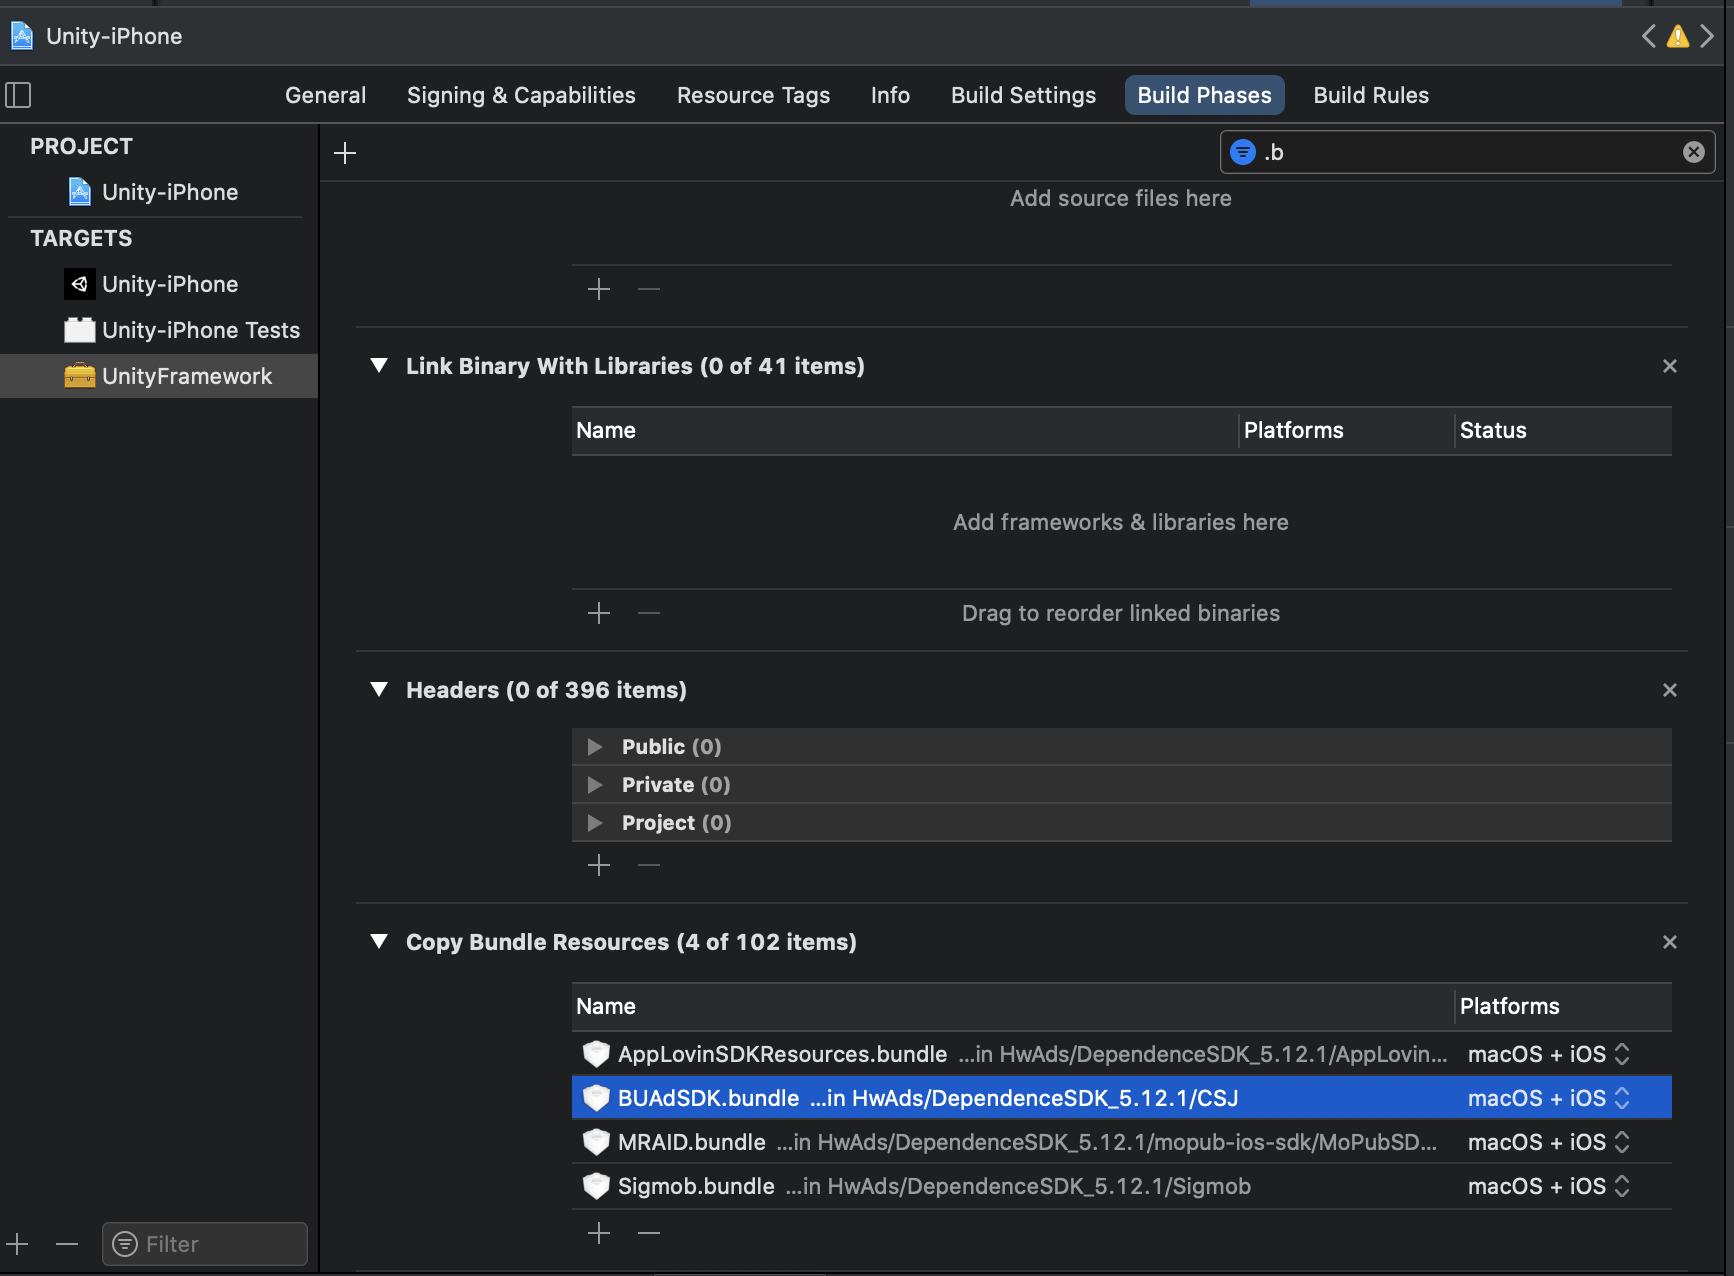 Unity-iPhone
General Signing & Capabilities Resource Tags Info Build Settings Build Phases Build Rules
PROJECT
Unity-iPhone
TARGETS
Unity-iPhone
Unity-iPhone Tests
UnityFramework
Filter
.b
Add source files here
Link Binary With Libraries (0 of 41 items)
Name Platforms Status
Add frameworks & libraries here
Drag to reorder linked binaries
Headers (0 of 396 items)
Public (0)
Private (0)
Project (0)
Copy Bundle Resources (4 of 102 items)
Name Platforms
AppLovinSDKResources.bundle ...in HwAds/DependenceSDK_5.12.1/AppLovin... macOS + iOS
BUAdSDK.bundle ...in HwAds/DependenceSDK_5.12.1/CSJ macOS + iOS
MRAID.bundle ...in HwAds/DependenceSDK_5.12.1/mopub-ios-sdk/MoPubSD... macOS + iOS
Sigmob.bundle ...in HwAds/DependenceSDK_5.12.1/Sigmob macOS + iOS